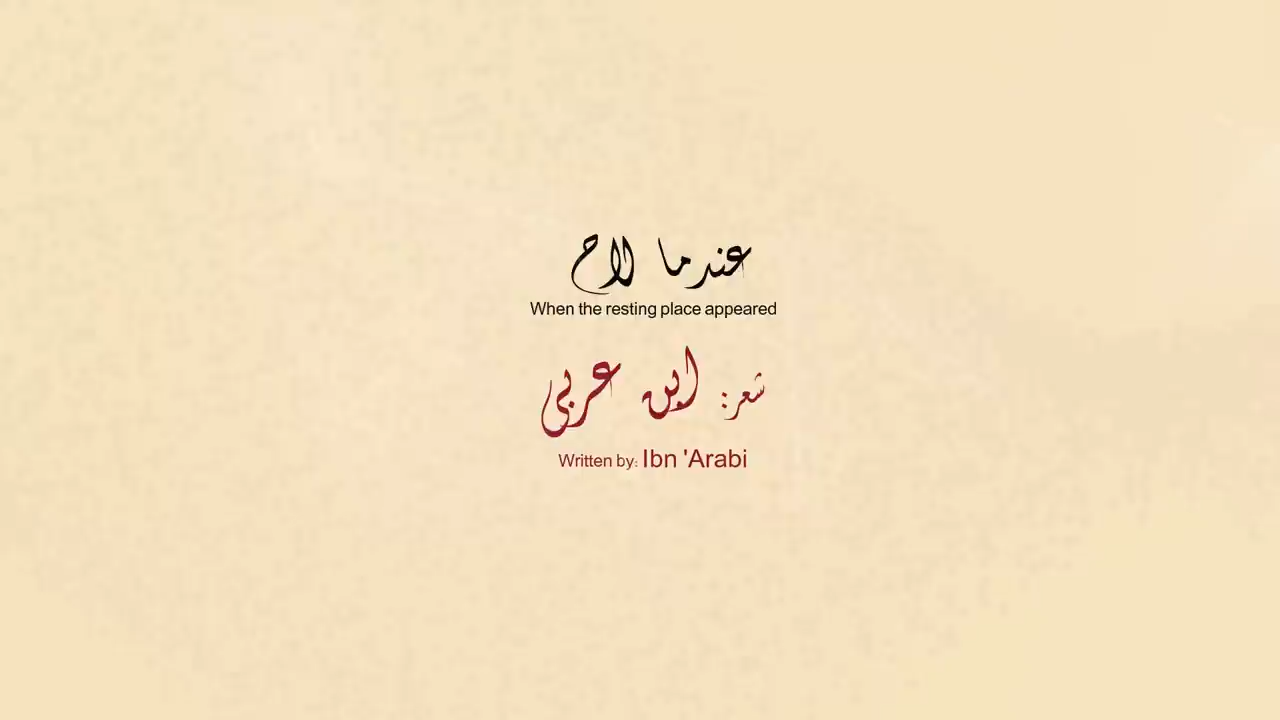 عندما لاح
When the resting place appeared
شعر: ابن عربي
Written by: Ibn 'Arabi